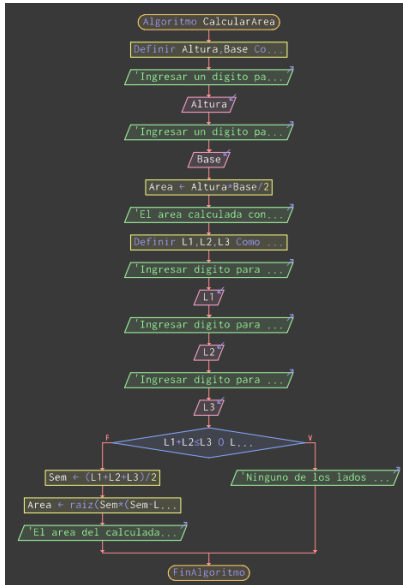 Algoritmo CalcularArea
Definir Altura,Base Co...
'Ingresar un digito pa...
Altura
'Ingresar un digito pa...
Base
Area ← Altura*Base/2
'El area calculada con...
Definir L1,L2,L3 Como ...
'Ingresar digito para ...
L1
'Ingresar digito para ...
L2
'Ingresar digito para ...
L3
L1+L2≤L3 O L...
F
V
Sem ← (L1+L2+L3)/2
'Ninguno de los lados ...
Area ← raiz(Sem*(Sem-L...
'El area del calculada...
FinAlgoritmo